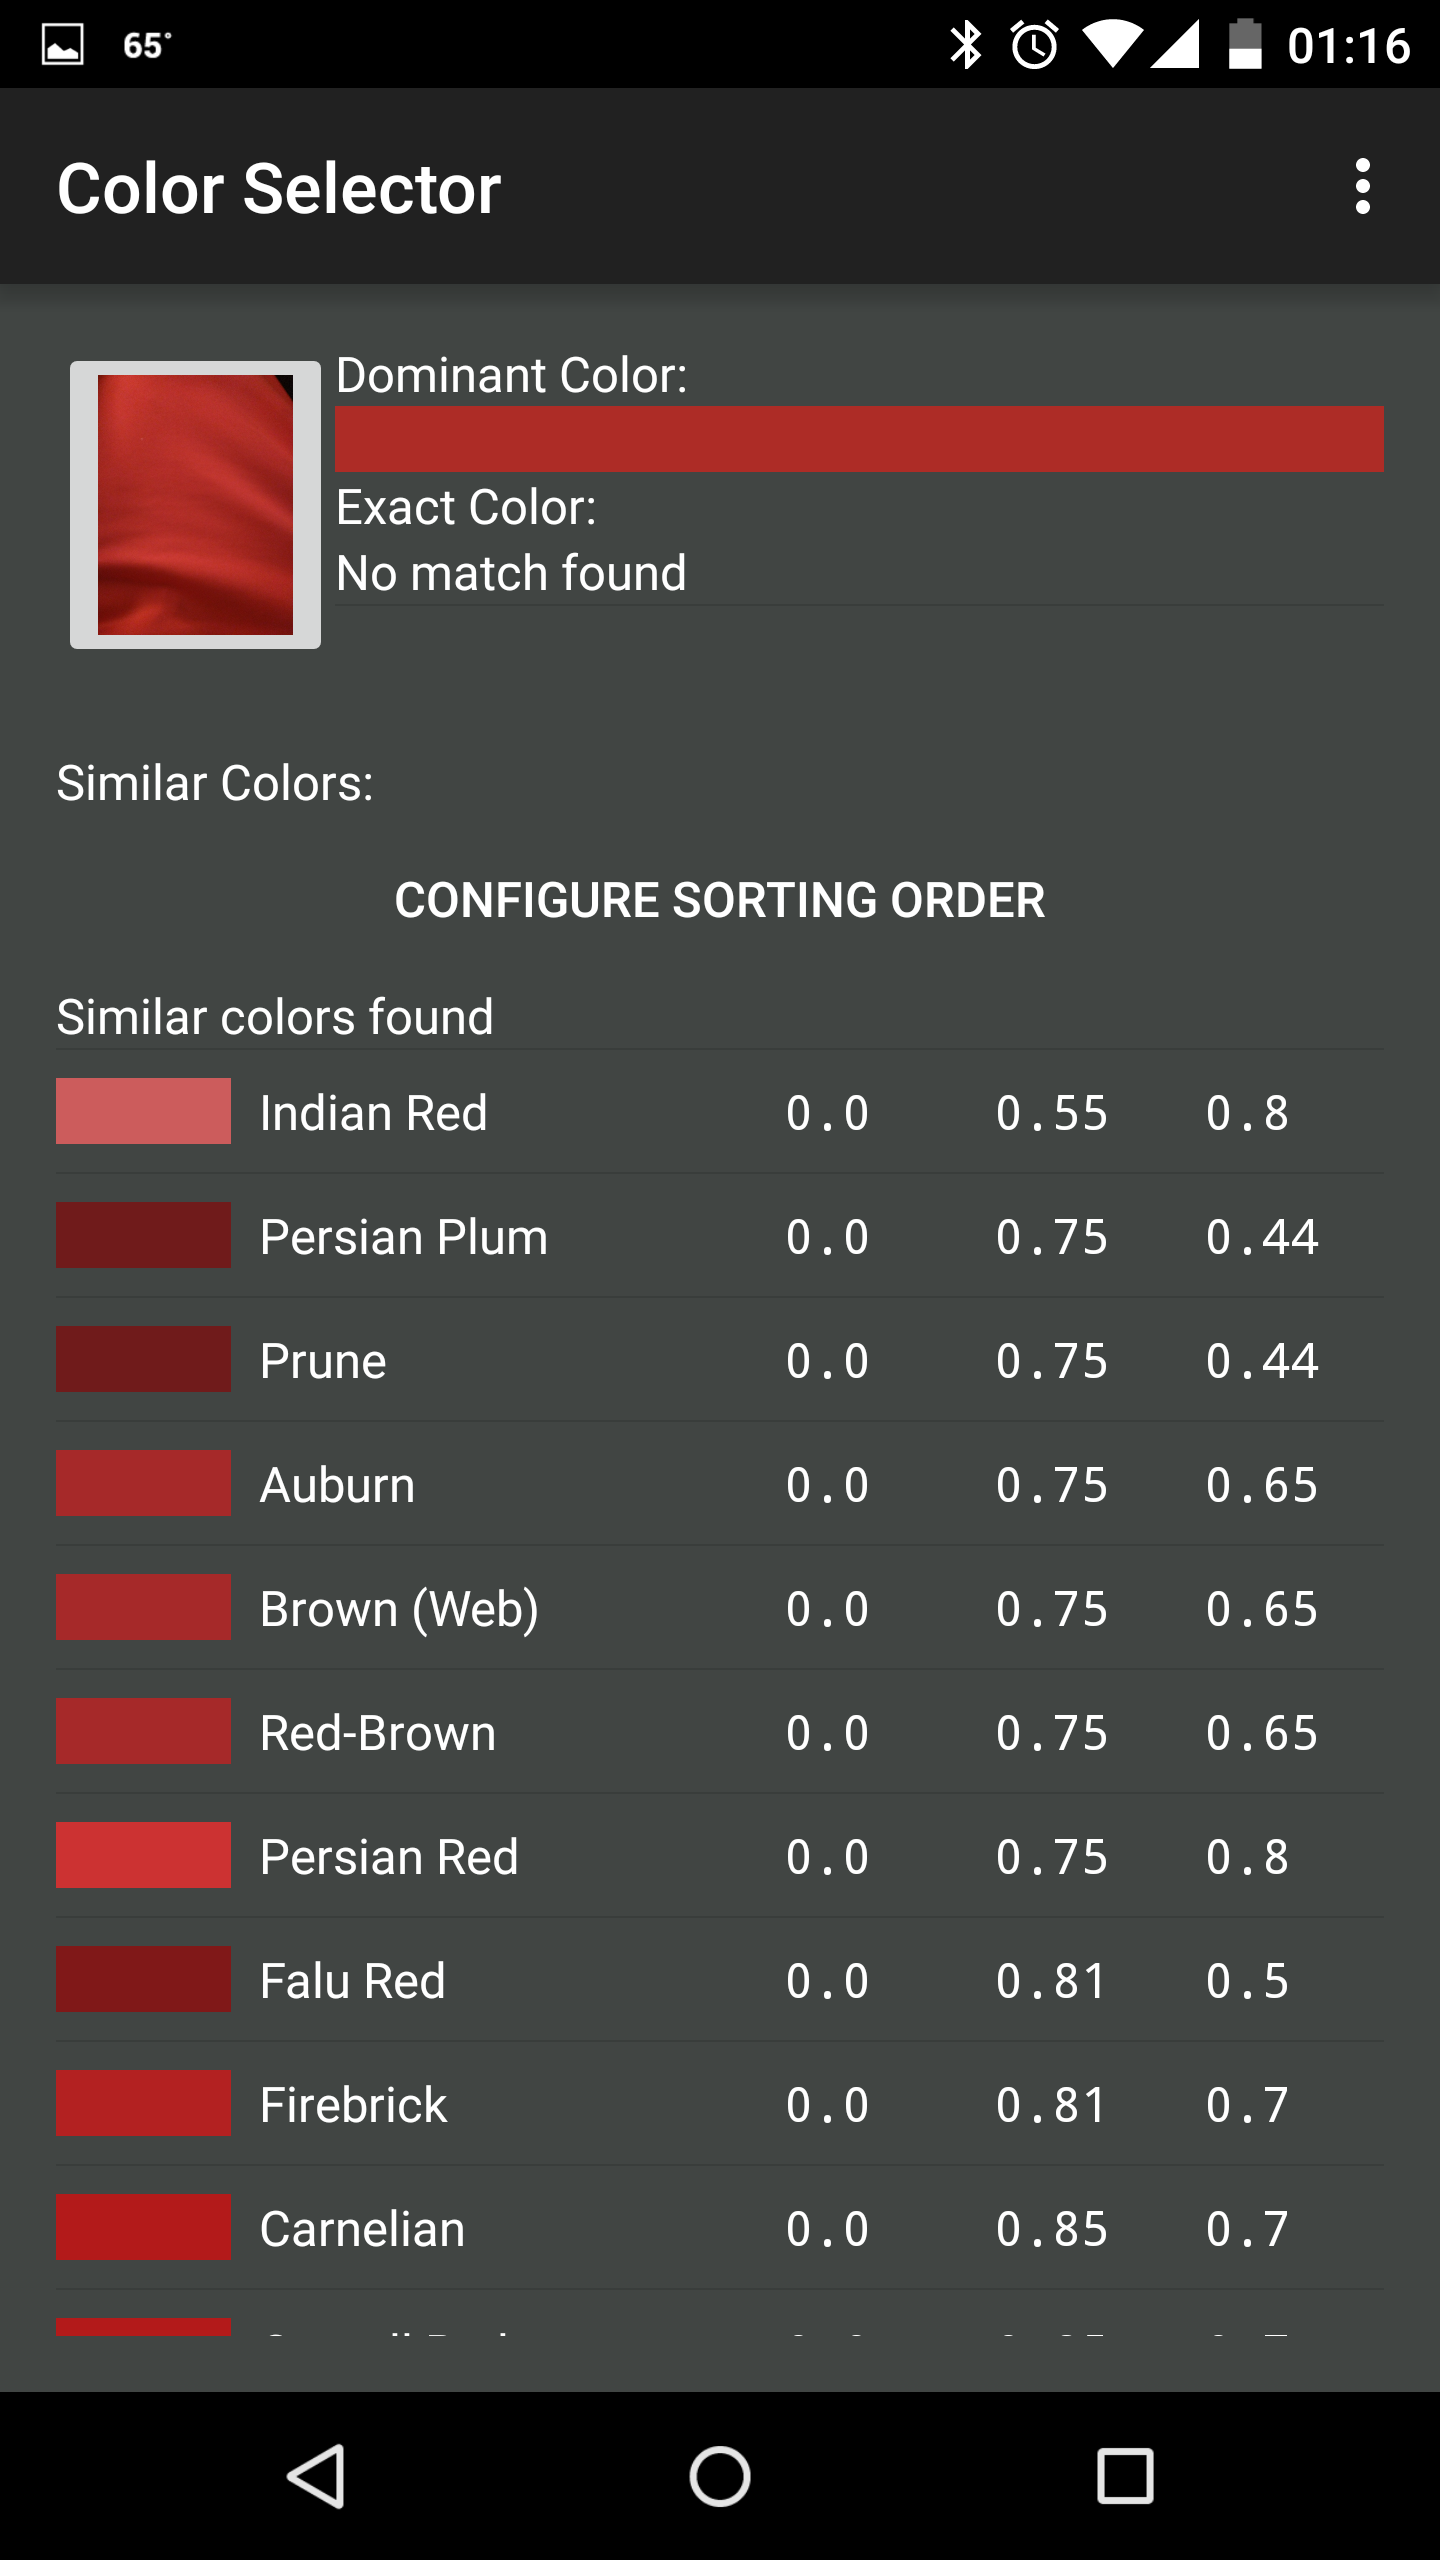 65°
01:16
Color Selector
Dominant Color:
Exact Color:
No match found
Similar Colors:
CONFIGURE SORTING ORDER
Similar colors found
Indian Red 0.0 0.55 0.8
Persian Plum 0.0 0.75 0.44
Prune 0.0 0.75 0.44
Auburn 0.0 0.75 0.65
Brown (Web) 0.0 0.75 0.65
Red-Brown 0.0 0.75 0.65
Persian Red 0.0 0.75 0.8
Falu Red 0.0 0.81 0.5
Firebrick 0.0 0.81 0.7
Carnelian 0.0 0.85 0.7